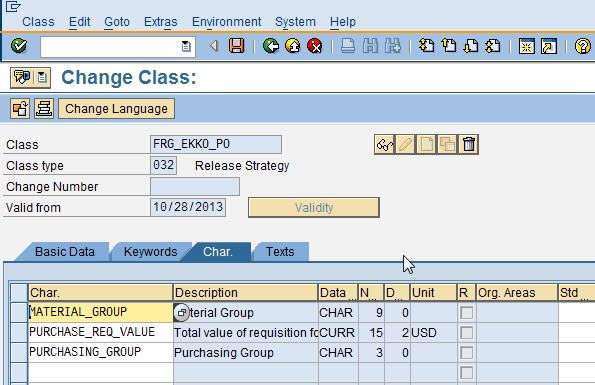 Class Edit Goto Extras Environment System Help
Change Class:
Change Language
Class FRG_EKKO_PO
Class type 032 Release Strategy
Change Number
Valid from 10/28/2013 Validity
Basic Data Keywords Char. Texts
Char. Description Data ... N... D... Unit R Org. Areas Std ...
MATERIAL_GROUP terial Group CHAR 9 0
PURCHASE_REQ_VALUE Total value of requisition fo CURR 15 2 USD
PURCHASING_GROUP Purchasing Group CHAR 3 0
0